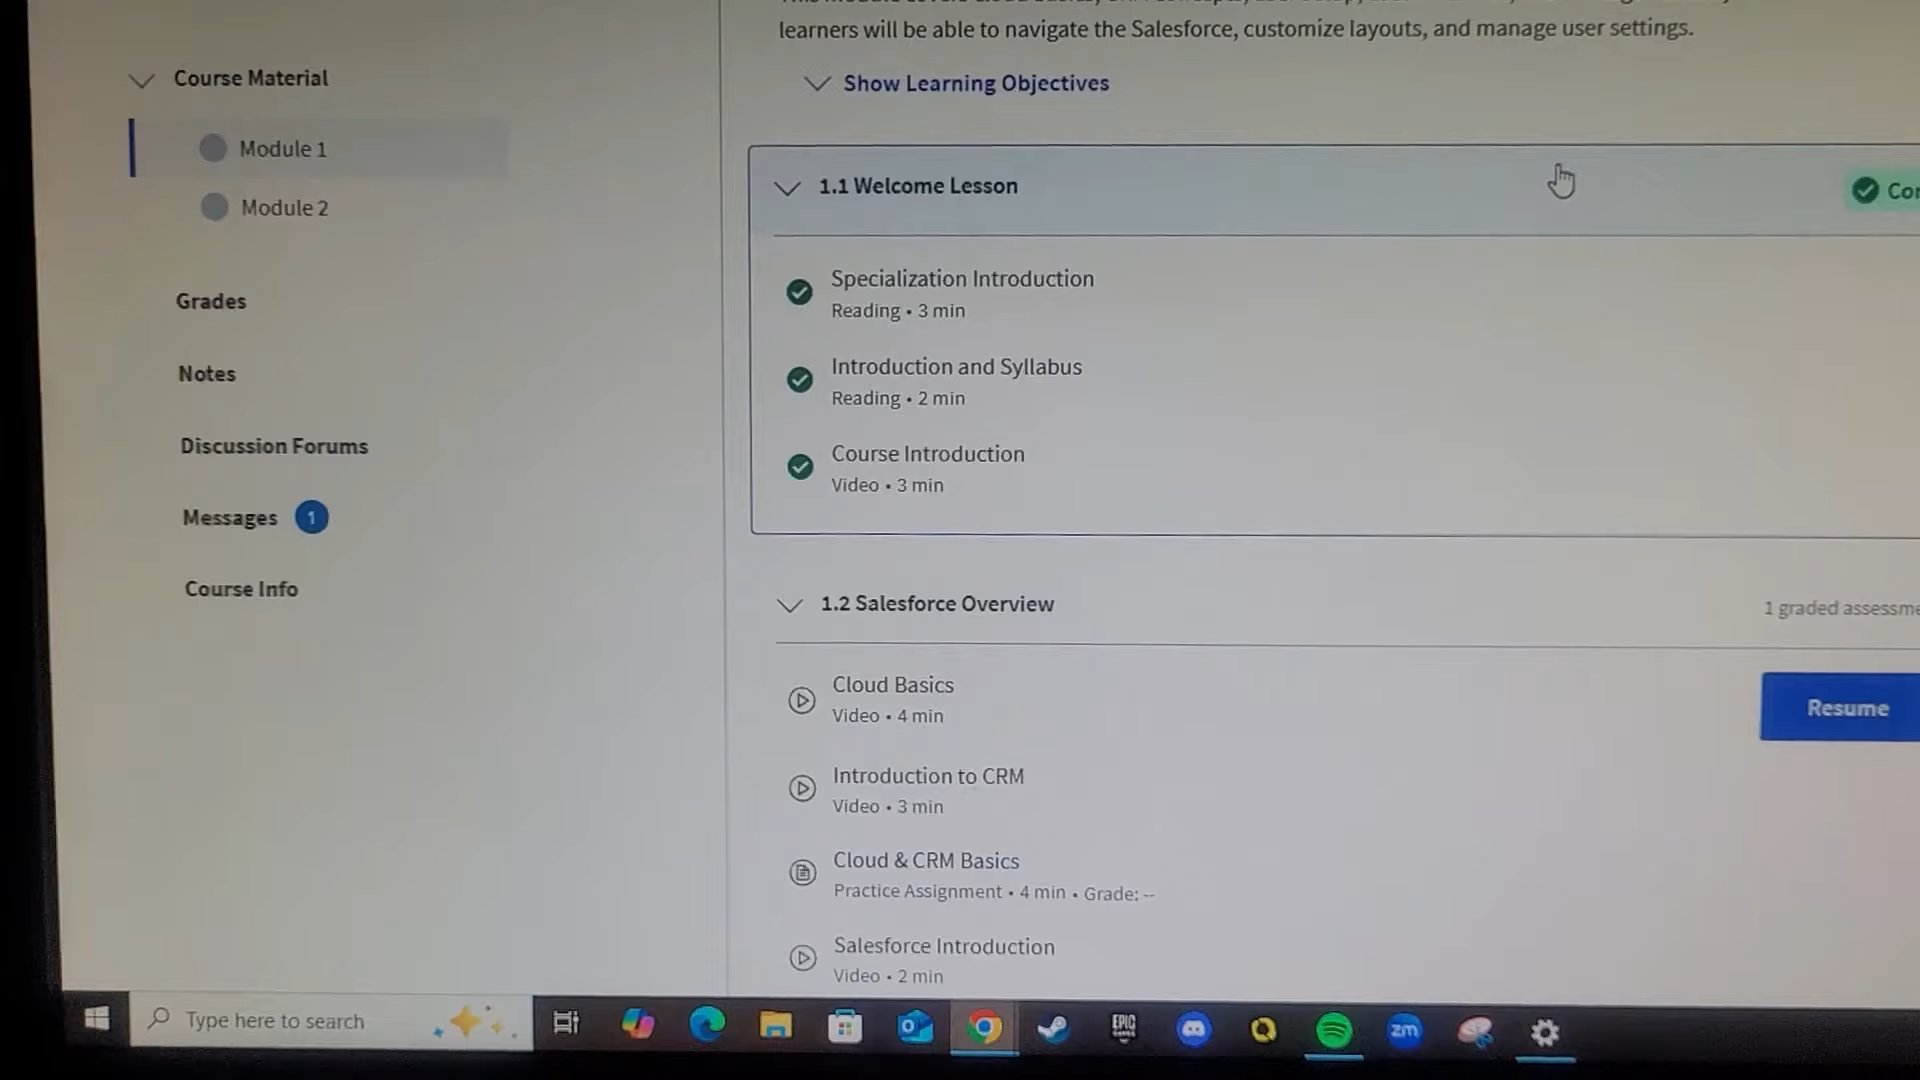 learners will be able to navigate the Salesforce, customize layouts, and manage user settings.
Show Learning Objectives
Course Material
Module 1
Module 2
Grades
Notes
Discussion Forums
Messages 1
Course Info
1.1 Welcome Lesson
Specialization Introduction
Reading • 3 min
Introduction and Syllabus
Reading • 2 min
Course Introduction
Video • 3 min
1.2 Salesforce Overview
1 graded
Cloud Basics
Video • 4 min
Resume
Introduction to CRM
Video • 3 min
Cloud & CRM Basics
Practice Assignment • 4 min • Grade: --
Salesforce Introduction
Video • 2 min
Type here to search
EPIC
zm